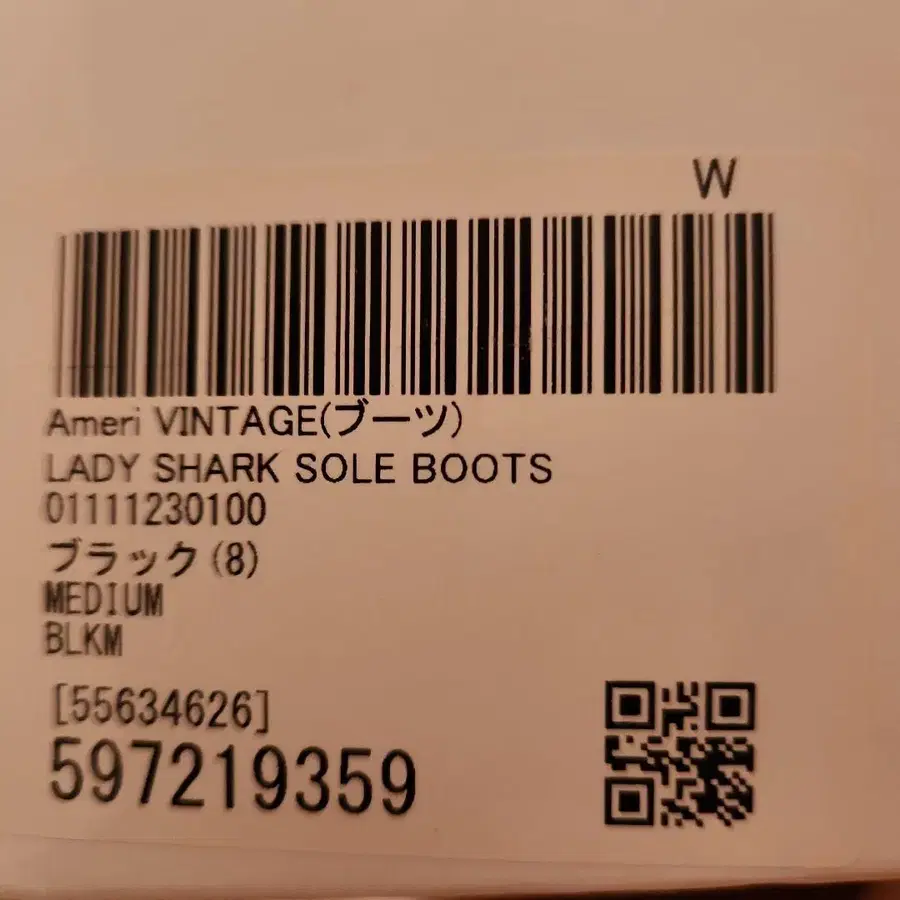 W
Ameri VINTAGE(ブーツ)
LADY SHARK SOLE BOOTS
01111230100
ブラック(8)
MEDIUM
BLKM
[55634626]
597219359